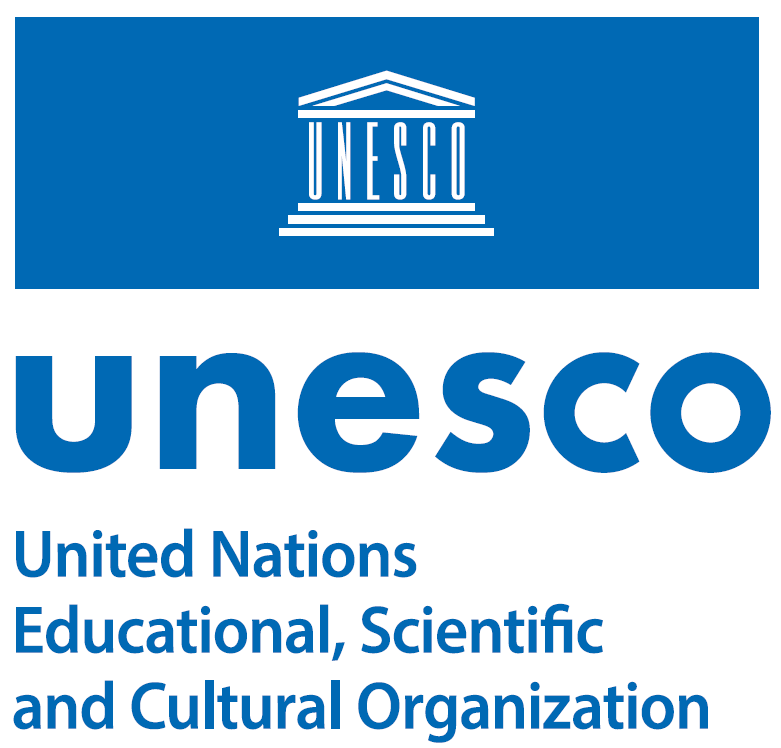 UNESCO
unesco
United Nations
Educational, Scientific
and Cultural Organization